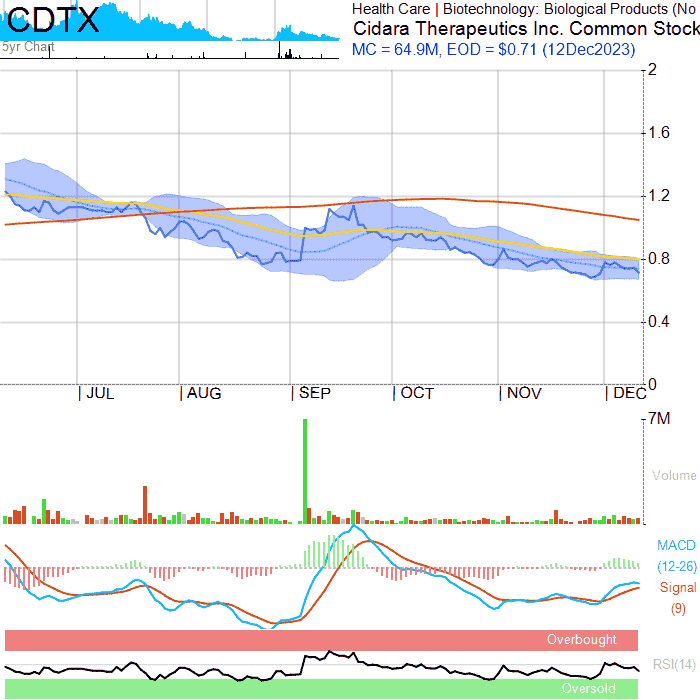 CDTX
5yr Chart
Health Care | Biotechnology: Biological Products (No
Cidara Therapeutics Inc. Common Stock
MC = 64.9M, EOD = $0.71 (12Dec2023)
2
1.6
1.2
0.8
0.4
0
JUL AUG SEP OCT NOV DEC
7M
Volume
MACD
(12-26)
Signal
(9)
Overbought
RSI(14)
Oversold